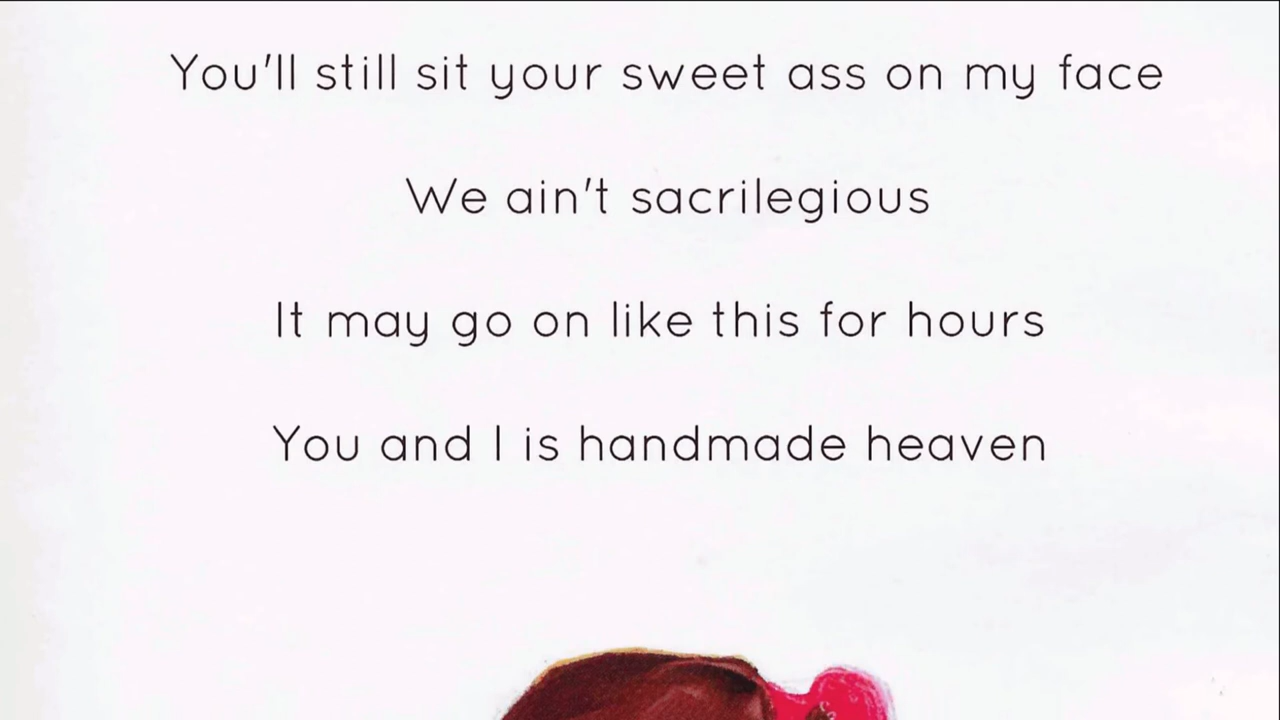 You'll still sit your sweet ass on my face
We ain't sacrilegious
It may go on like this for hours
You and I is handmade heaven